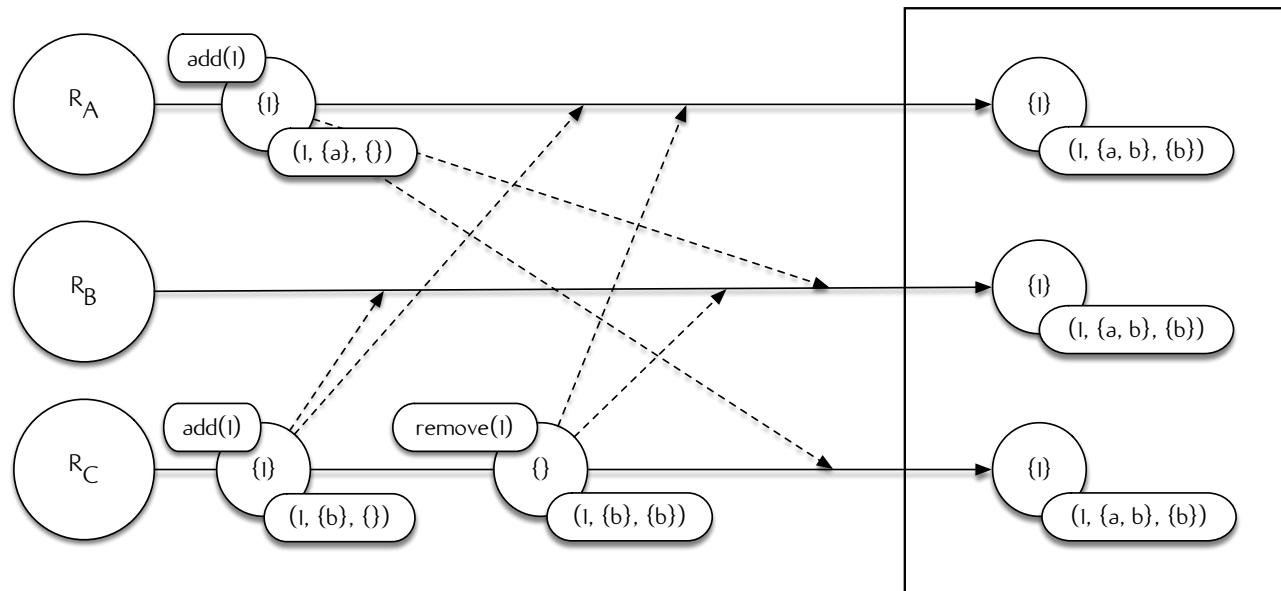 add(1)
R_A
{1}
{1}
(1, {a}, {})
(1, {a, b}, {b})
R_B
{1}
(1, {a, b}, {b})
add(1)
remove(1)
R_C
{1}
{}
{1}
(1, {b}, {})
(1, {b}, {b})
(1, {a, b}, {b})